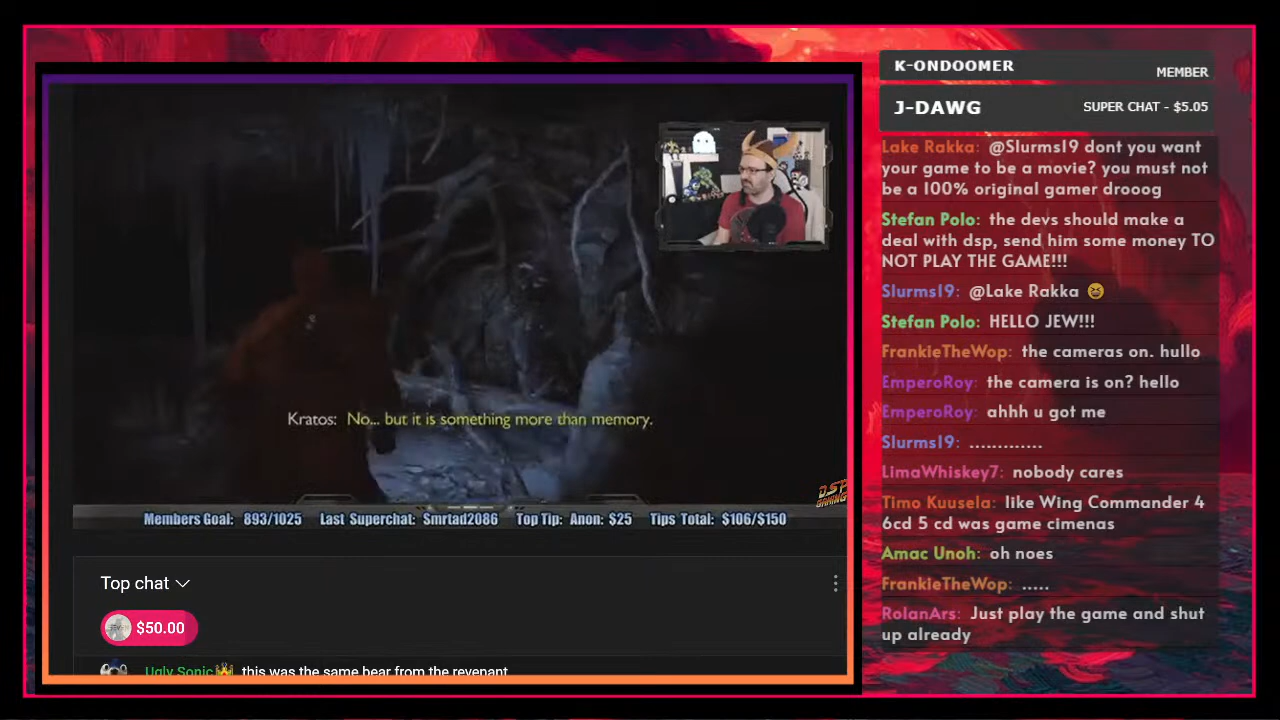 K-ONDOOMER
MEMBER
J-DAWG
SUPER CHAT - $5.05
Lake Rakka: @Slurms19 dont you want
your game to be a movie? you must not
be a 100% original gamer drooog
Stefan Polo: the devs should make a
deal with dsp, send him some money TO
NOT PLAY THE GAME!!!
Slurms19: @Lake Rakka 😆
Stefan Polo: HELLO JEW!!!
FrankieTheWop: the cameras on. hullo
EmperoRoy: the camera is on? hello
EmperoRoy: ahhh u got me
Slurms19: .............
LimaWhiskey7: nobody cares
Timo Kuusela: like Wing Commander 4
6cd 5 cd was game cimenas
Amac Unoh: oh noes
FrankieTheWop: .....
RolanArs: Just play the game and shut
up already
Kratos: No... but it is something more than memory.
DSP
GAMING
Members Goal: 893/1025 Last Superchat: Smrtad2086 Top Tip: Anon: $25 Tips Total: $106/$150
Top chat
$50.00
Ugly Sonic this was the same bear from the revenant